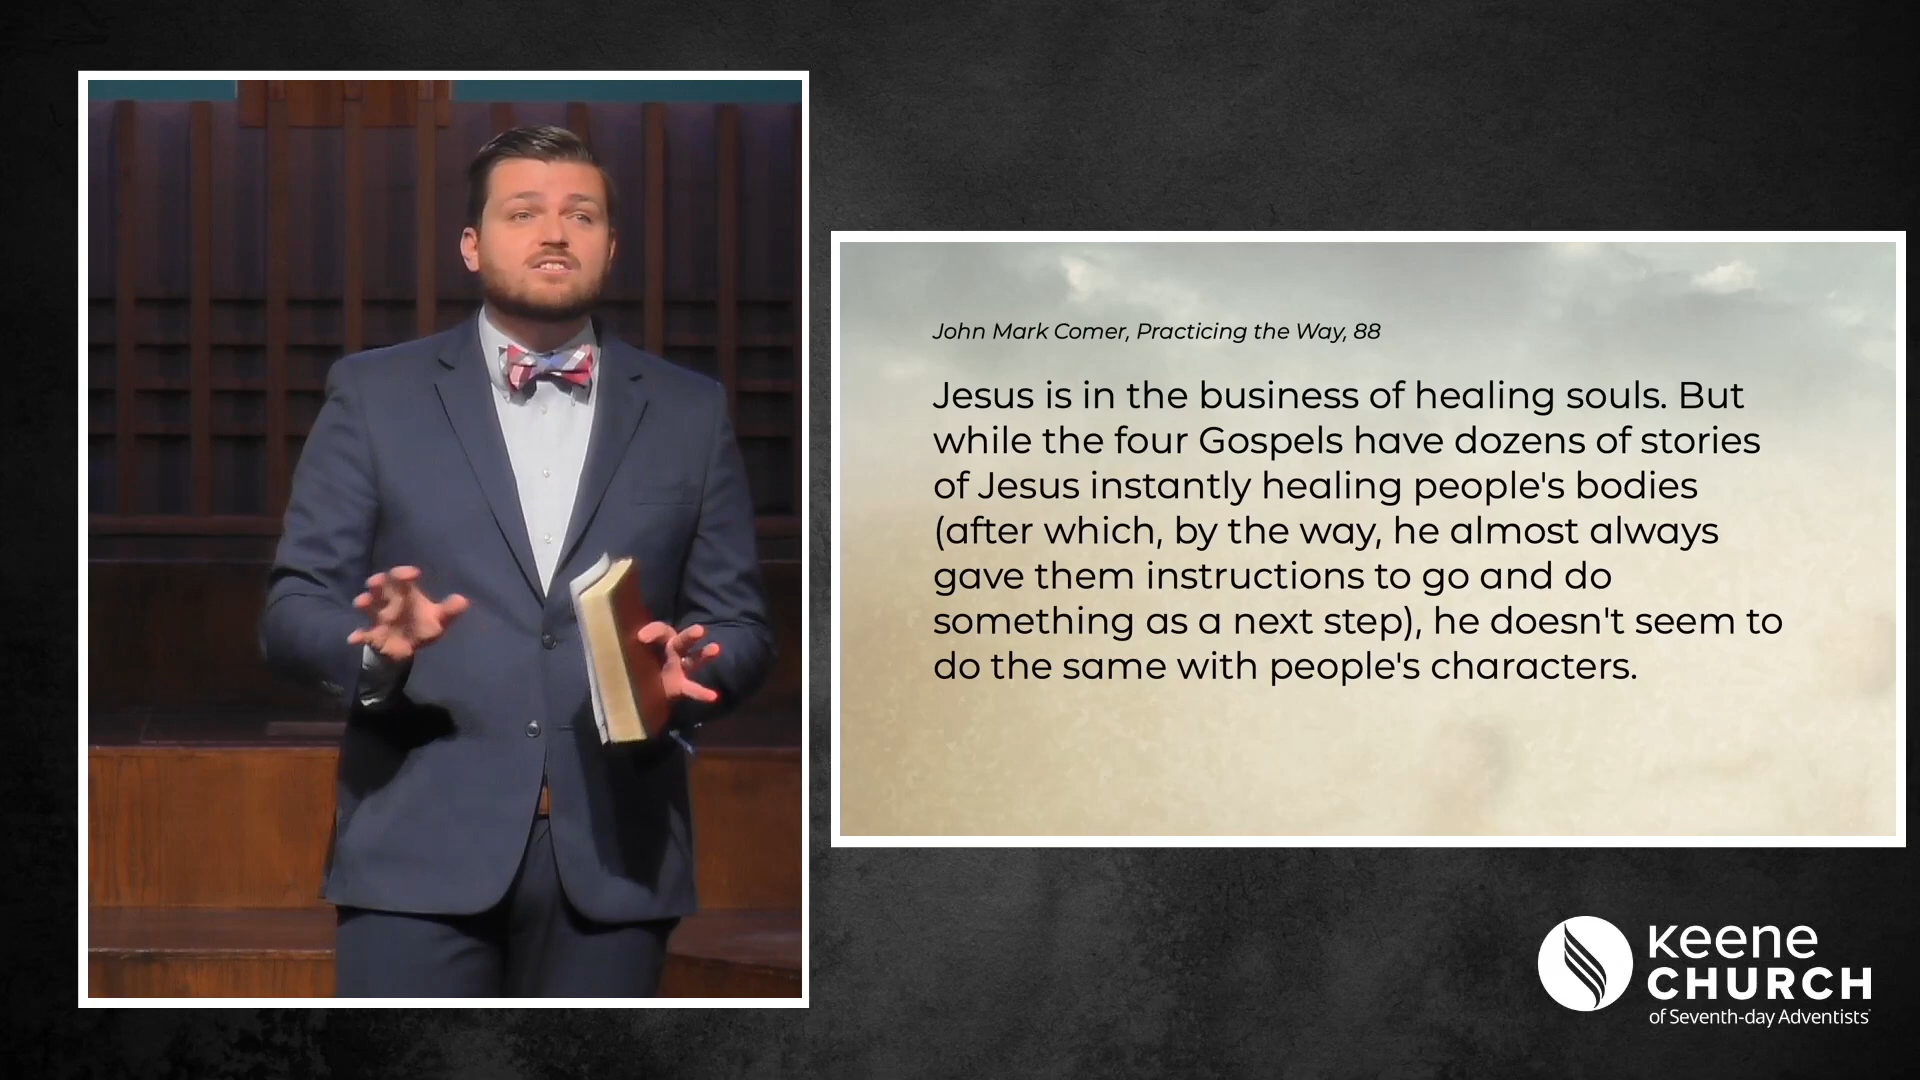 John Mark Comer, Practicing the Way, 88
Jesus is in the business of healing souls. But
while the four Gospels have dozens of stories
of Jesus instantly healing people's bodies
(after which, by the way, he almost always
gave them instructions to go and do
something as a next step), he doesn't seem to
do the same with people's characters.
Keene
CHURCH
of Seventh-day Adventists